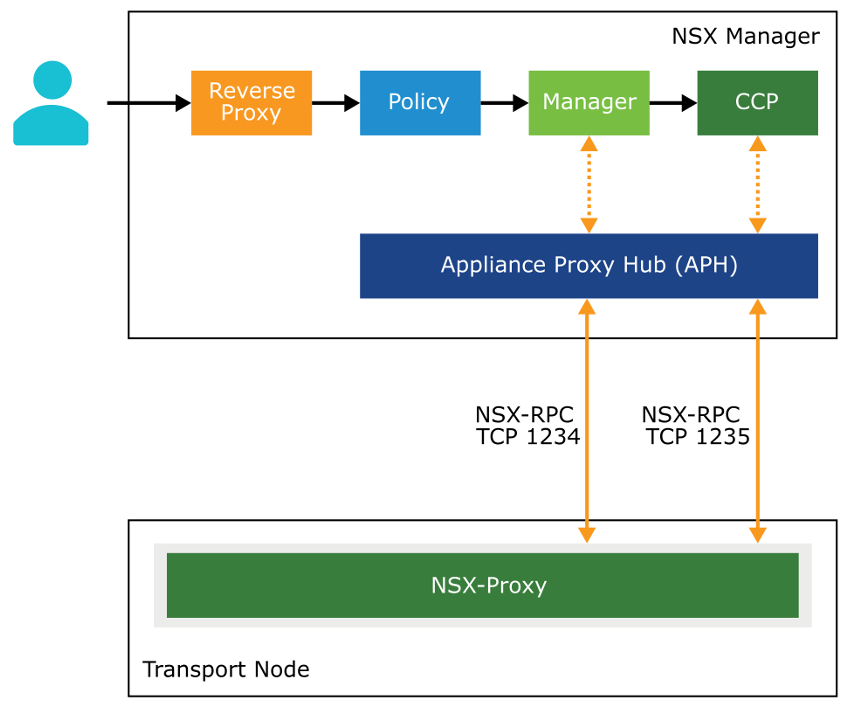 NSX Manager
Reverse
Proxy
Policy
Manager
CCP
Appliance Proxy Hub (APH)
NSX-RPC
TCP 1234
NSX-RPC
TCP 1235
NSX-Proxy
Transport Node